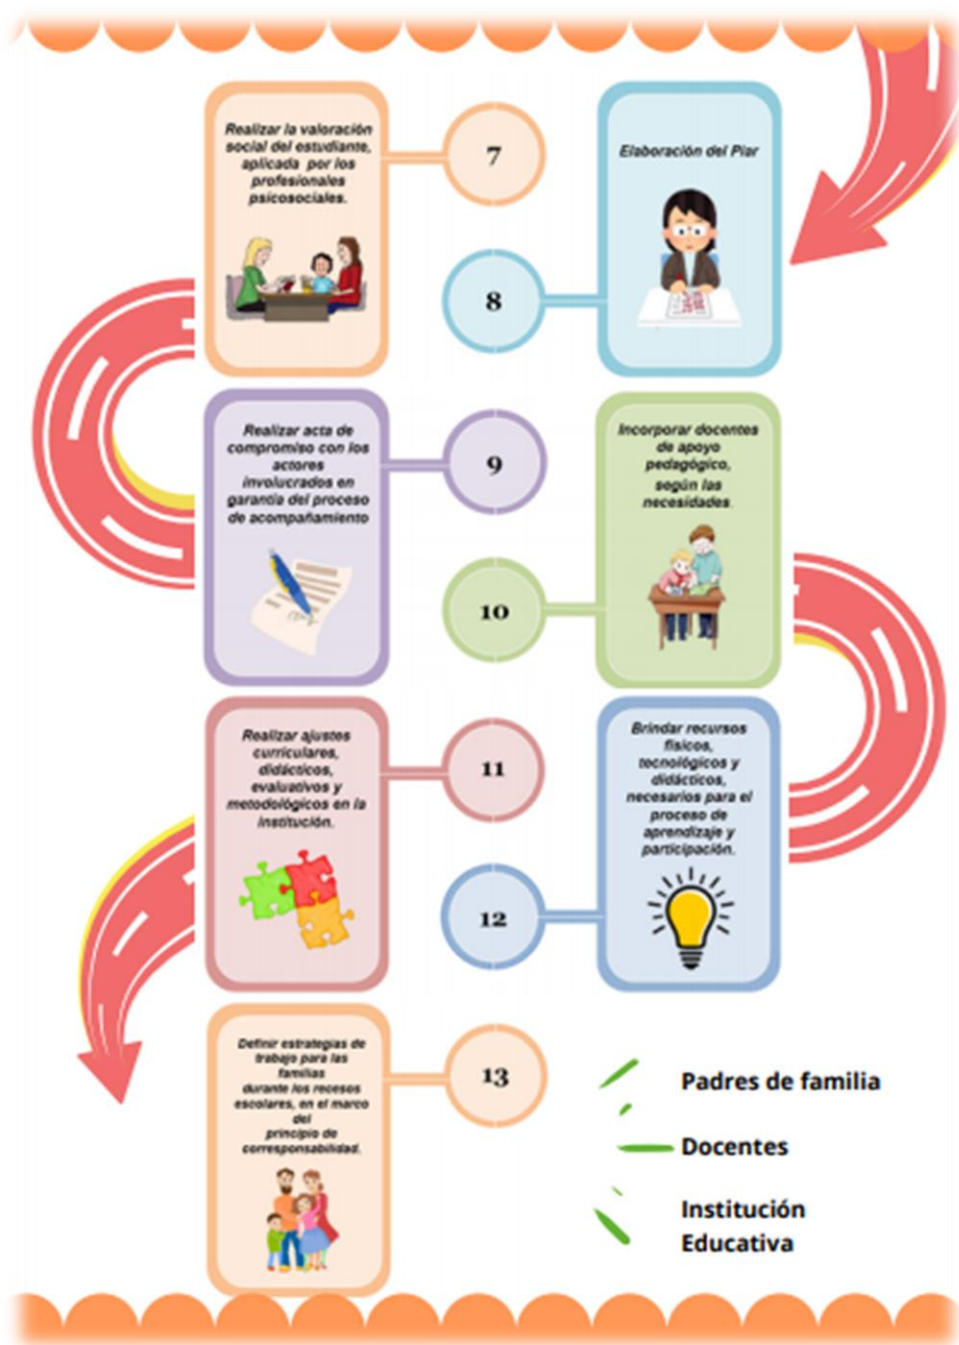 Realizar la valoración
social del estudiante,
aplicada por los
profesionales
psicosociales.
7
Elaboración del Piar
8
Realizar acta de
compromiso con los
actores
involucrados en
garantía del proceso
de acompañamiento
9
Incorporar docentes
de apoyo
pedagógico,
según las
necesidades.
10
Realizar ajustes
curriculares,
didácticos,
evaluativos y
metodológicos en la
institución.
11
Brindar recursos
físicos,
tecnológicos y
didácticos,
necesarios para el
proceso de
aprendizaje y
participación.
12
Definir estrategias de
trabajo para las
familias
durante los recesos
escolares, en el marco
del
principio de
corresponsabilidad.
13
Padres de familia
Docentes
Institución
Educativa